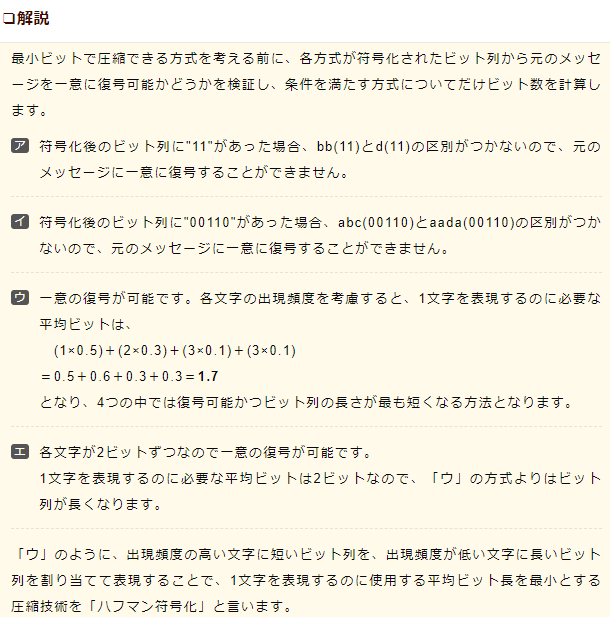 ❏解説
最小ビットで圧縮できる方式を考える前に、各方式が符号化されたビット列から元のメッセ
ージを一意に復号可能かどうかを検証し、条件を満たす方式についてだけビット数を計算し
ます。
ア 符号化後のビット列に"11"があった場合、bb(11)とd(11)の区別がつかないので、元の
メッセージに一意に復号することができません。
イ 符号化後のビット列に"00110"があった場合、abc(00110)とaada(00110)の区別がつか
ないので、元のメッセージに一意に復号することができません。
ウ 一意の復号が可能です。各文字の出現頻度を考慮すると、1文字を表現するのに必要な
平均ビットは、
(1×0.5)＋(2×0.3)＋(3×0.1)＋(3×0.1)
＝0.5＋0.6＋0.3＋0.3＝1.7
となり、4つの中では復号可能かつビット列の長さが最も短くなる方法となります。
エ 各文字が2ビットずつなので一意の復号が可能です。
1文字を表現するのに必要な平均ビットは2ビットなので、「ウ」の方式よりはビット
列が長くなります。
「ウ」のように、出現頻度の高い文字に短いビット列を、出現頻度が低い文字に長いビット
列を割り当てて表現することで、1文字を表現するのに使用する平均ビット長を最小とする
圧縮技術を「ハフマン符号化」と言います。